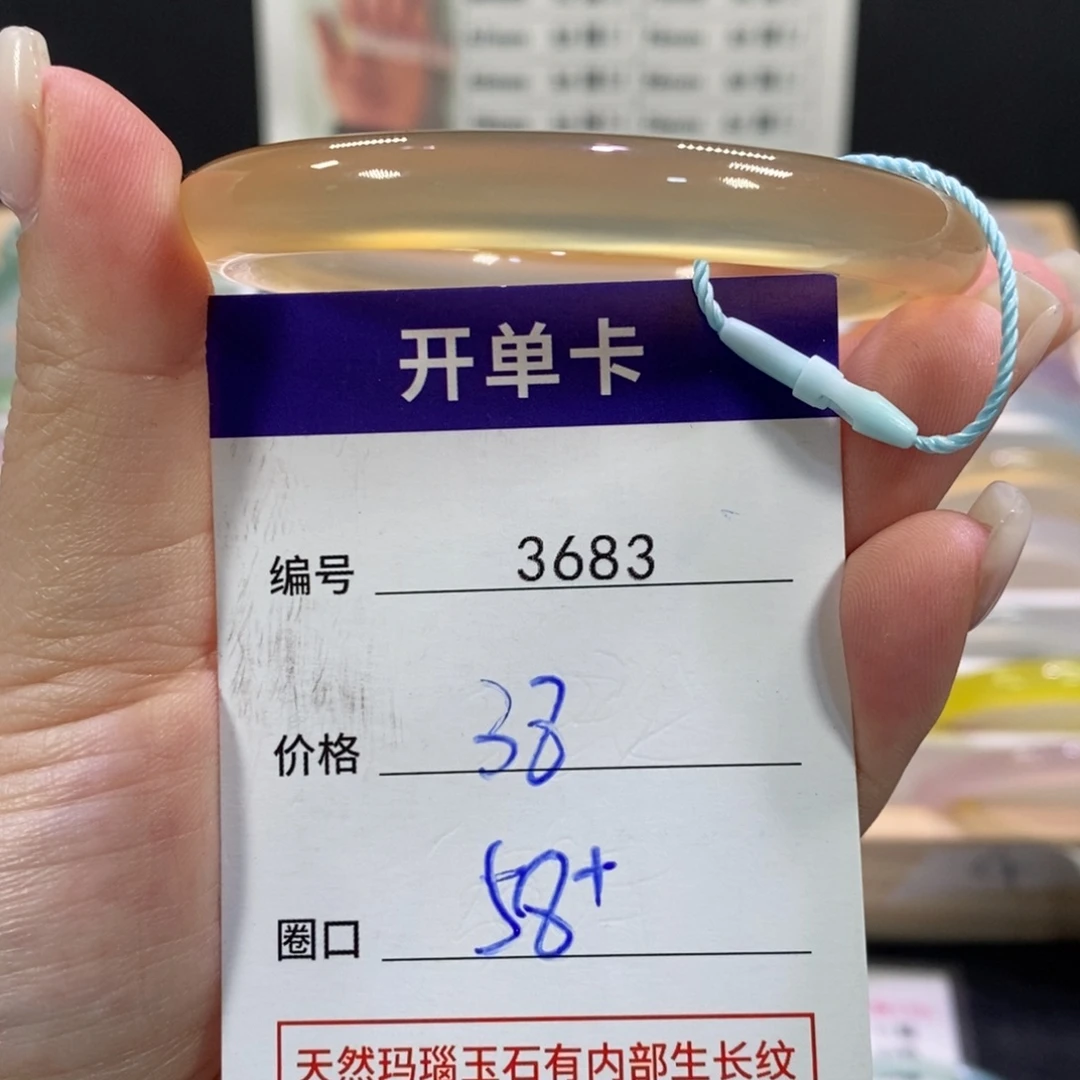 开单卡
编号 3683
价格 38
圈口 58+
天然玛瑙玉石有内部生长纹